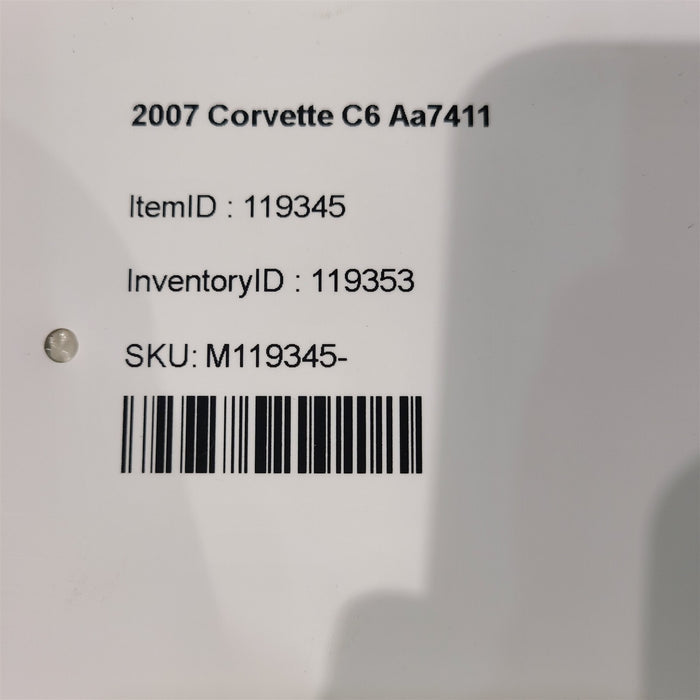 2007 Corvette C6 Aa7411
ItemID : 119345
InventoryID : 119353
SKU: M119345-